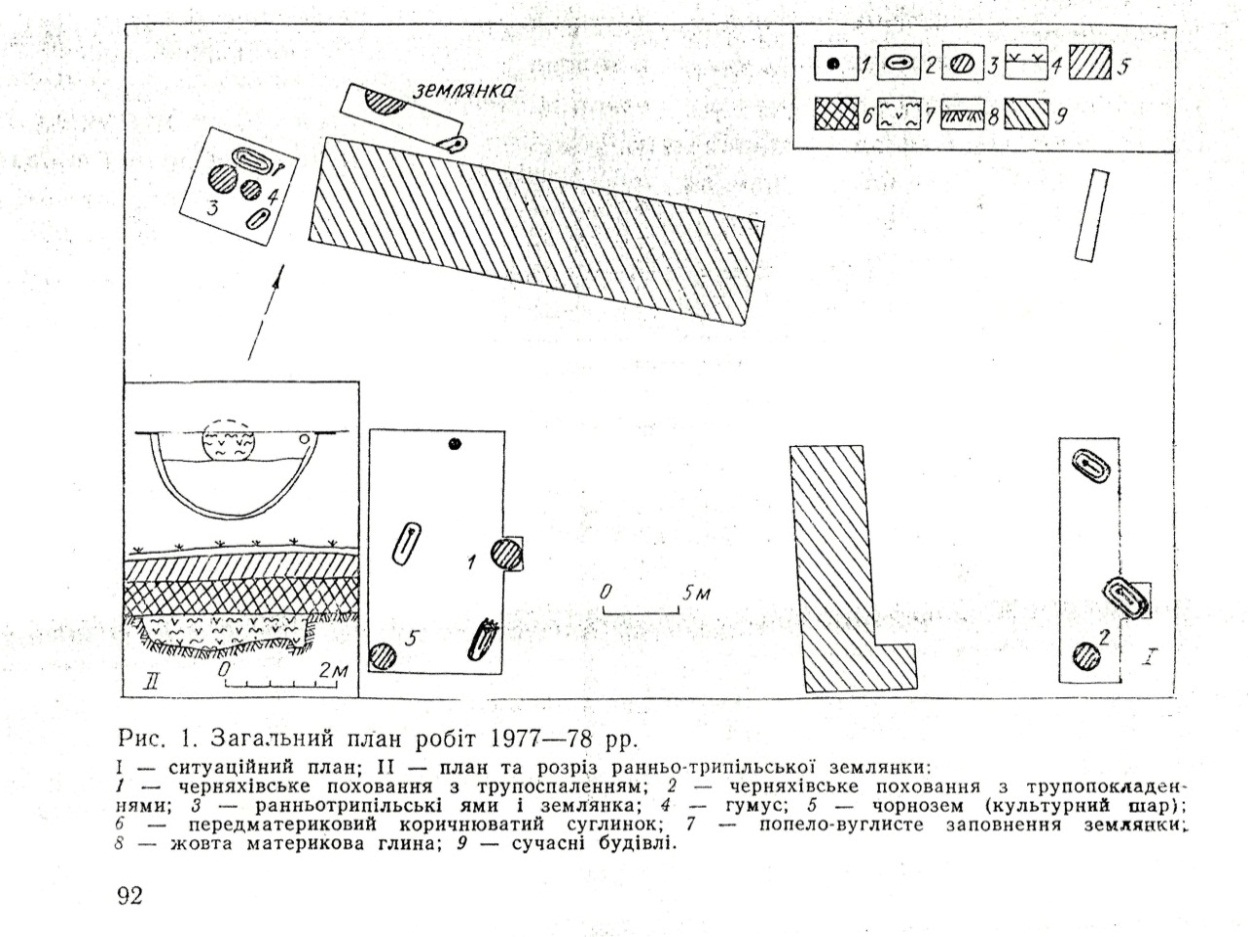 1 2 3 4 5
6 7 8 9
землянка
3 4
1
5
0 5м
2
I
0 2м
II
Рис. 1. Загальний план робіт 1977—78 рр.
I — ситуаційний план; II — план та розріз ранньо-трипільської землянки:
1 — черняхівське поховання з трупоспаленням; 2 — черняхівське поховання з трупопокладен-
нями; 3 — ранньотрипільські ями і землянка; 4 — гумус; 5 — чорнозем (культурний шар);
6 — передматериковий коричнюватий суглинок; 7 — попело-вуглисте заповнення землянки;
8 — жовта материкова глина; 9 — сучасні будівлі.
92